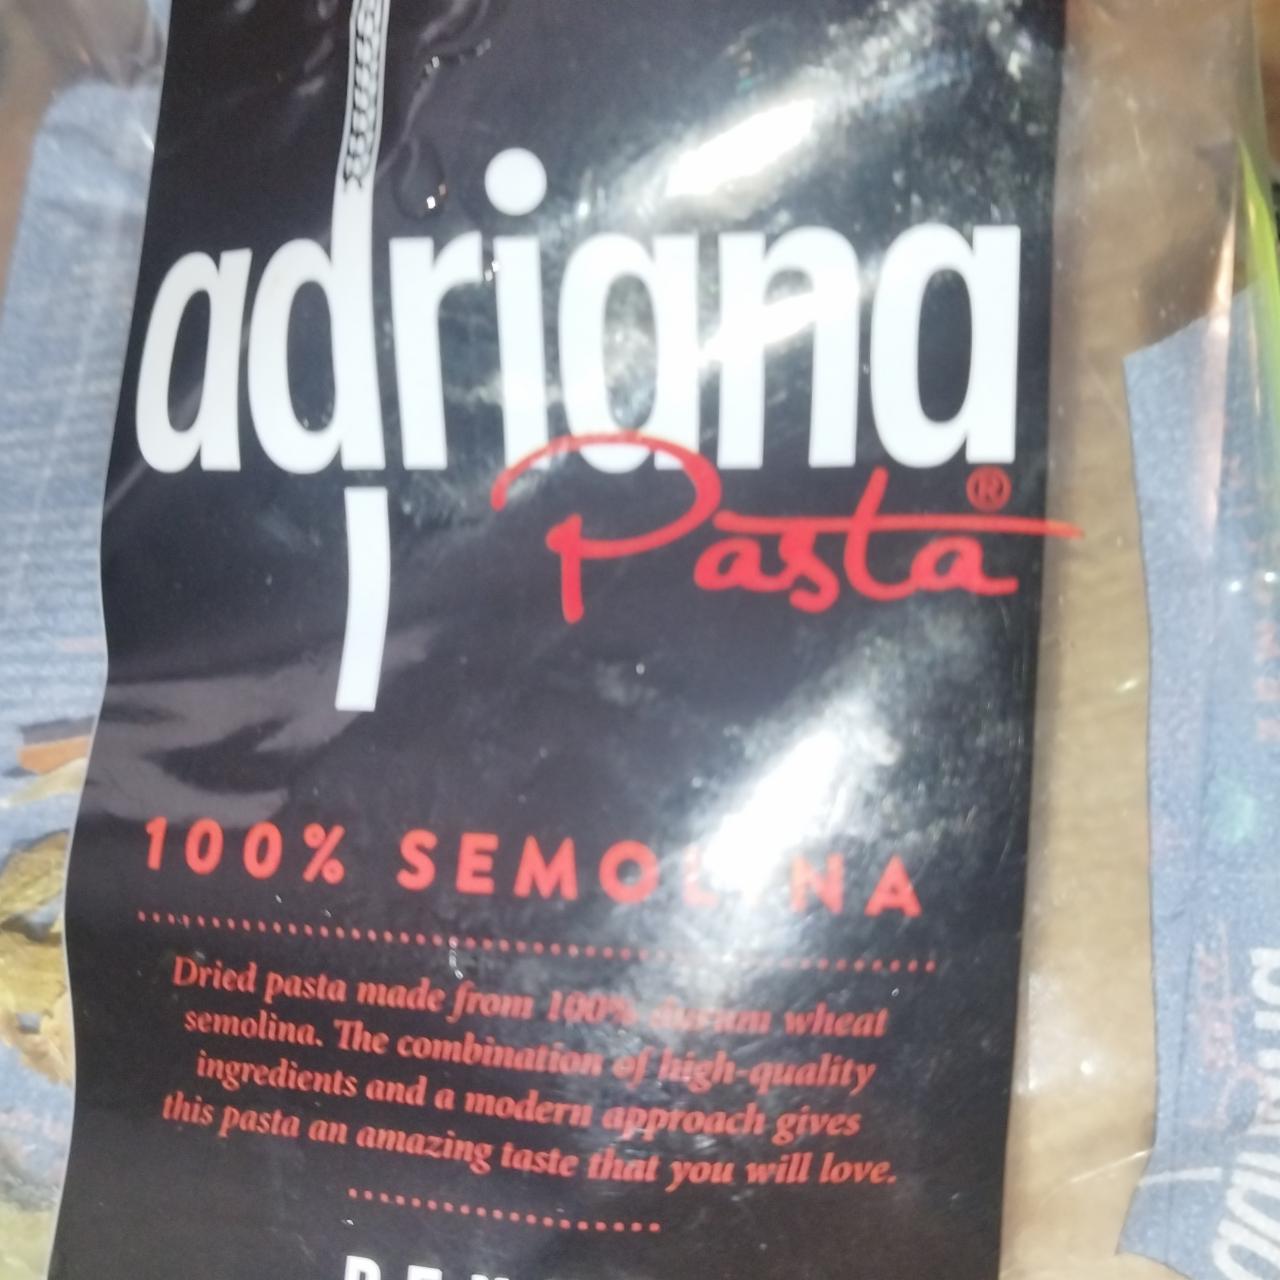 adriana
Pasta®
100% SEMOLINA
Dried pasta made from 100% durum wheat
semolina. The combination of high-quality
ingredients and a modern approach gives
this pasta an amazing taste that you will love.